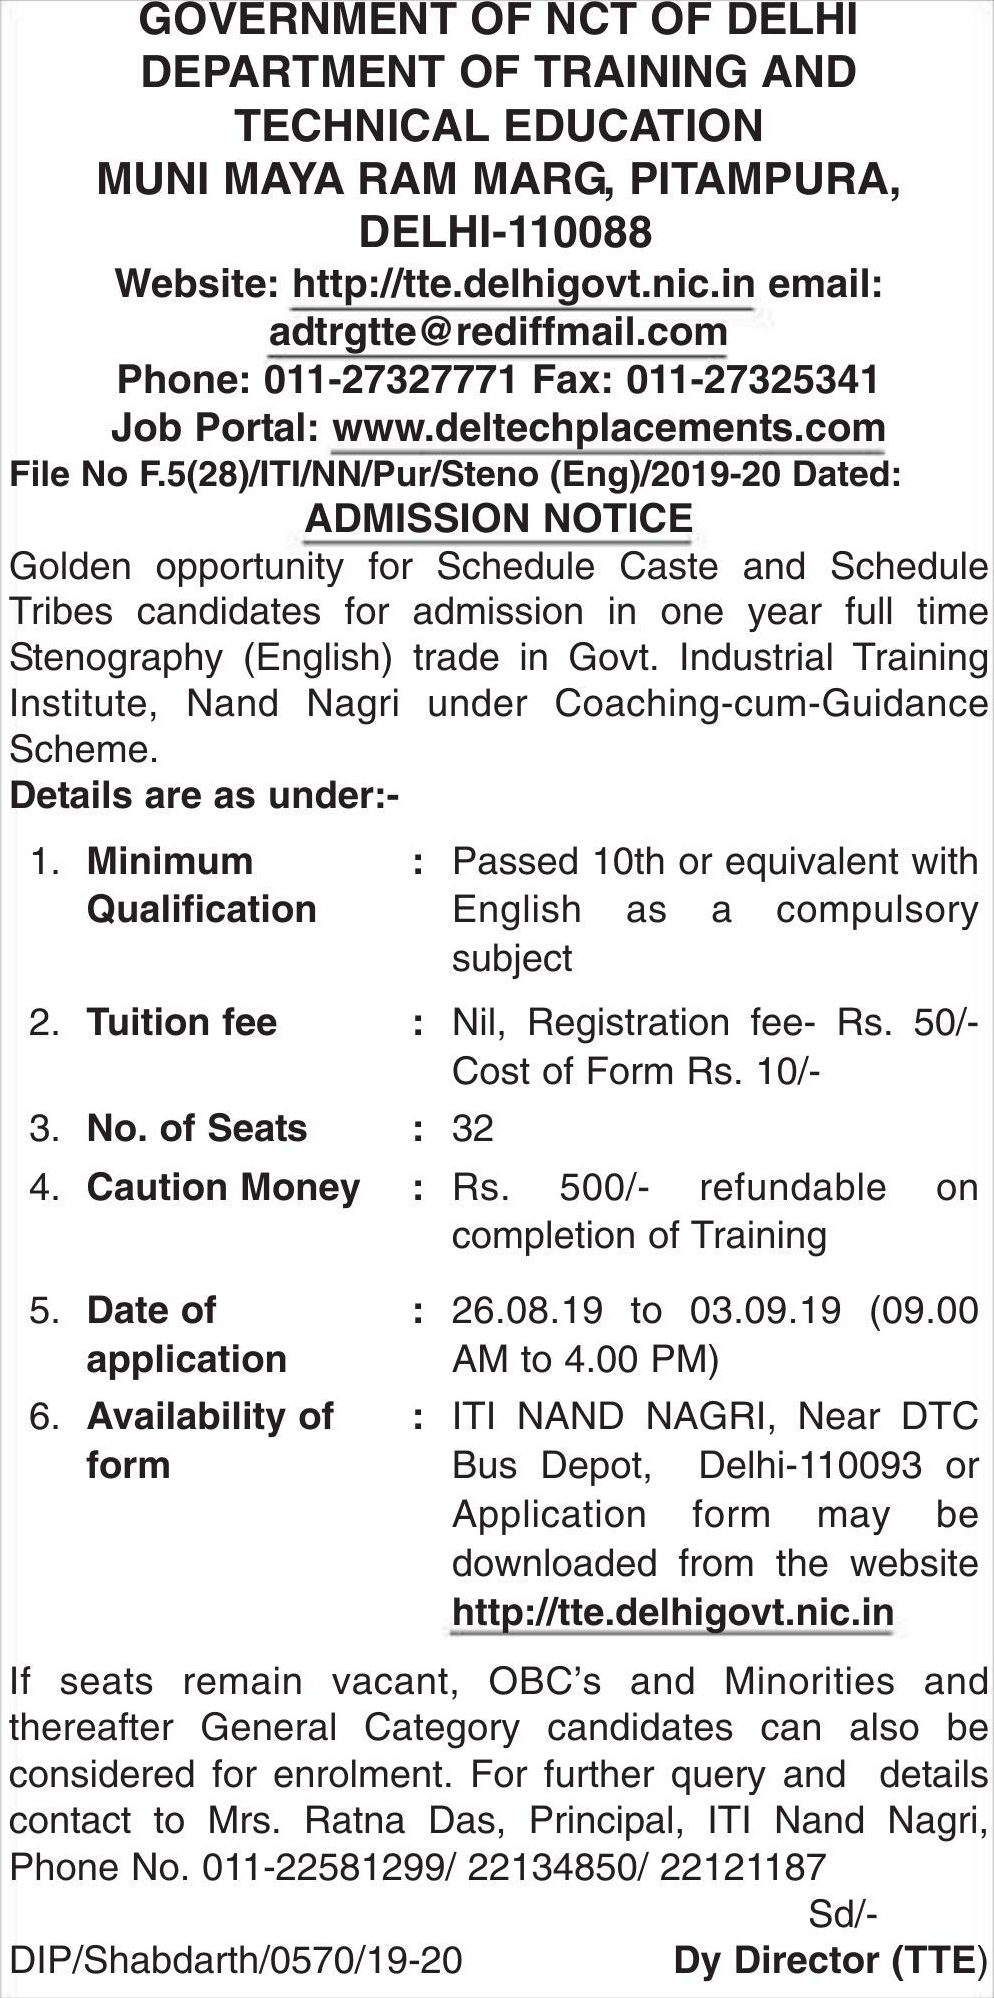 GOVERNMENT OF NCT OF DELHI
DEPARTMENT OF TRAINING AND
TECHNICAL EDUCATION
MUNI MAYA RAM MARG, PITAMPURA,
DELHI-110088
Website: http://tte.delhigovt.nic.in email:
adtrgtte@rediffmail.com
Phone: 011-27327771 Fax: 011-27325341
Job Portal: www.deltechplacements.com
File No F.5(28)/ITI/NN/Pur/Steno (Eng)/2019-20 Dated:
ADMISSION NOTICE
Golden opportunity for Schedule Caste and Schedule
Tribes candidates for admission in one year full time
Stenography (English) trade in Govt. Industrial Training
Institute, Nand Nagri under Coaching-cum-Guidance
Scheme.
Details are as under:-
1. Minimum : Passed 10th or equivalent with
Qualification English as a compulsory
subject
2. Tuition fee : Nil, Registration fee- Rs. 50/-
Cost of Form Rs. 10/-
3. No. of Seats : 32
4. Caution Money : Rs. 500/- refundable on
completion of Training
5. Date of : 26.08.19 to 03.09.19 (09.00
application AM to 4.00 PM)
6. Availability of : ITI NAND NAGRI, Near DTC
form Bus Depot, Delhi-110093 or
Application form may be
downloaded from the website
http://tte.delhigovt.nic.in
If seats remain vacant, OBC's and Minorities and
thereafter General Category candidates can also be
considered for enrolment. For further query and details
contact to Mrs. Ratna Das, Principal, ITI Nand Nagri,
Phone No. 011-22581299/ 22134850/ 22121187
Sd/-
DIP/Shabdarth/0570/19-20 Dy Director (TTE)